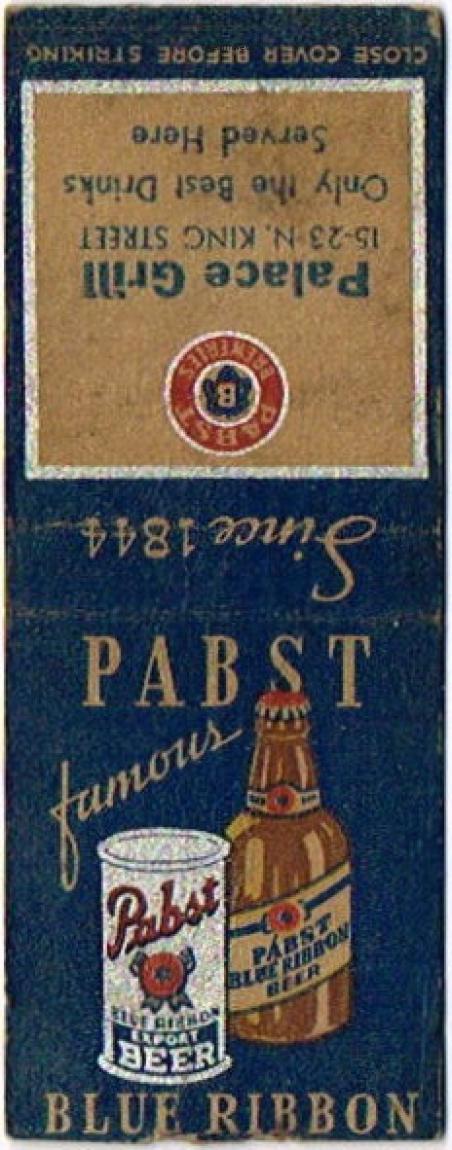 CLOSE COVER BEFORE STRIKING
Served Here
Only the Best Drinks
15-23 N. KING STREET
Palace Grill
PABST
BREWERIES
B
Since 1844
PABST
famous
Pabst
BLUE RIBBON
EXPORT
BEER
PABST
BLUE RIBBON
BEER
BLUE RIBBON